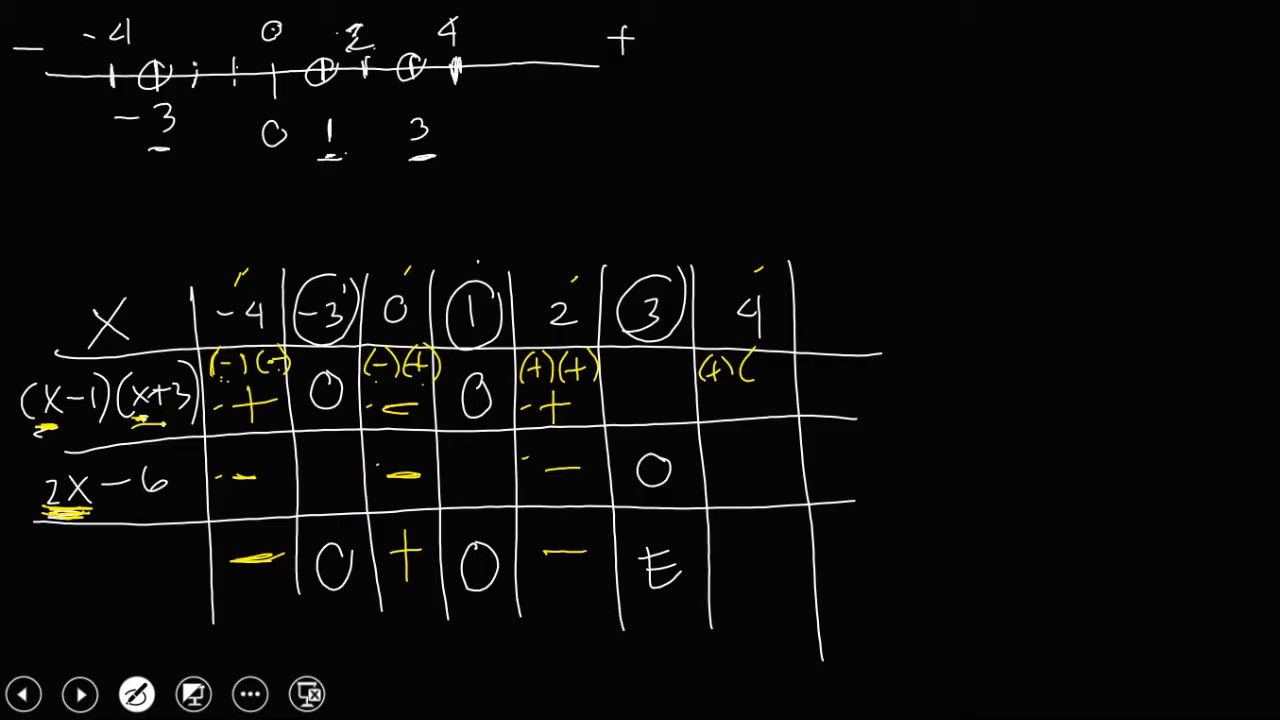 - -4 0 2 4 +
-3 0 1 3
X -4 -3 0 1 2 3 4
(x-1)(x+3) (-)(-) + 0 (-)(+) - 0 (+)(+) + (+)(
2X-6 - - - 0
- 0 + 0 - E